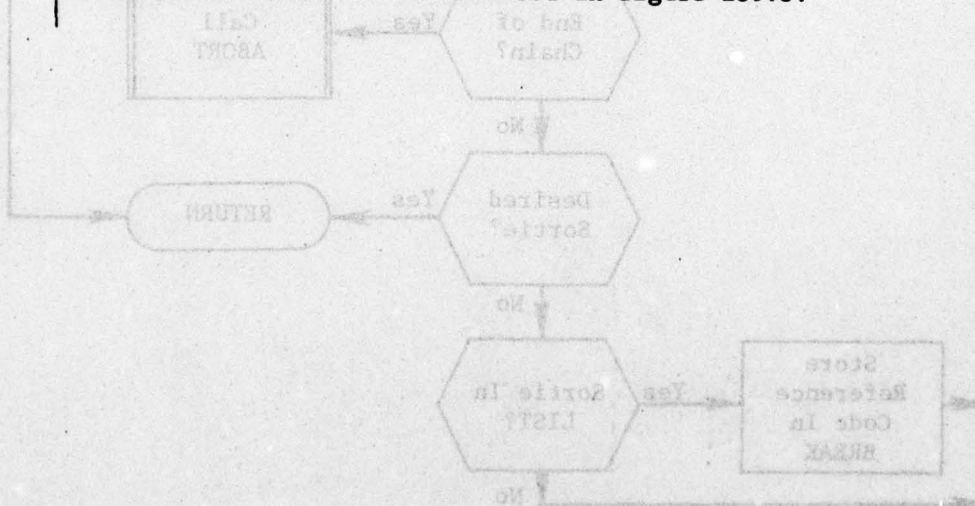 End of
Chain?
Yes
Call
ABORT
No
Desired
Sortie?
Yes
RETURN
No
Sortie In
LIST?
Yes
Store
Reference
Code In
BREAK
No